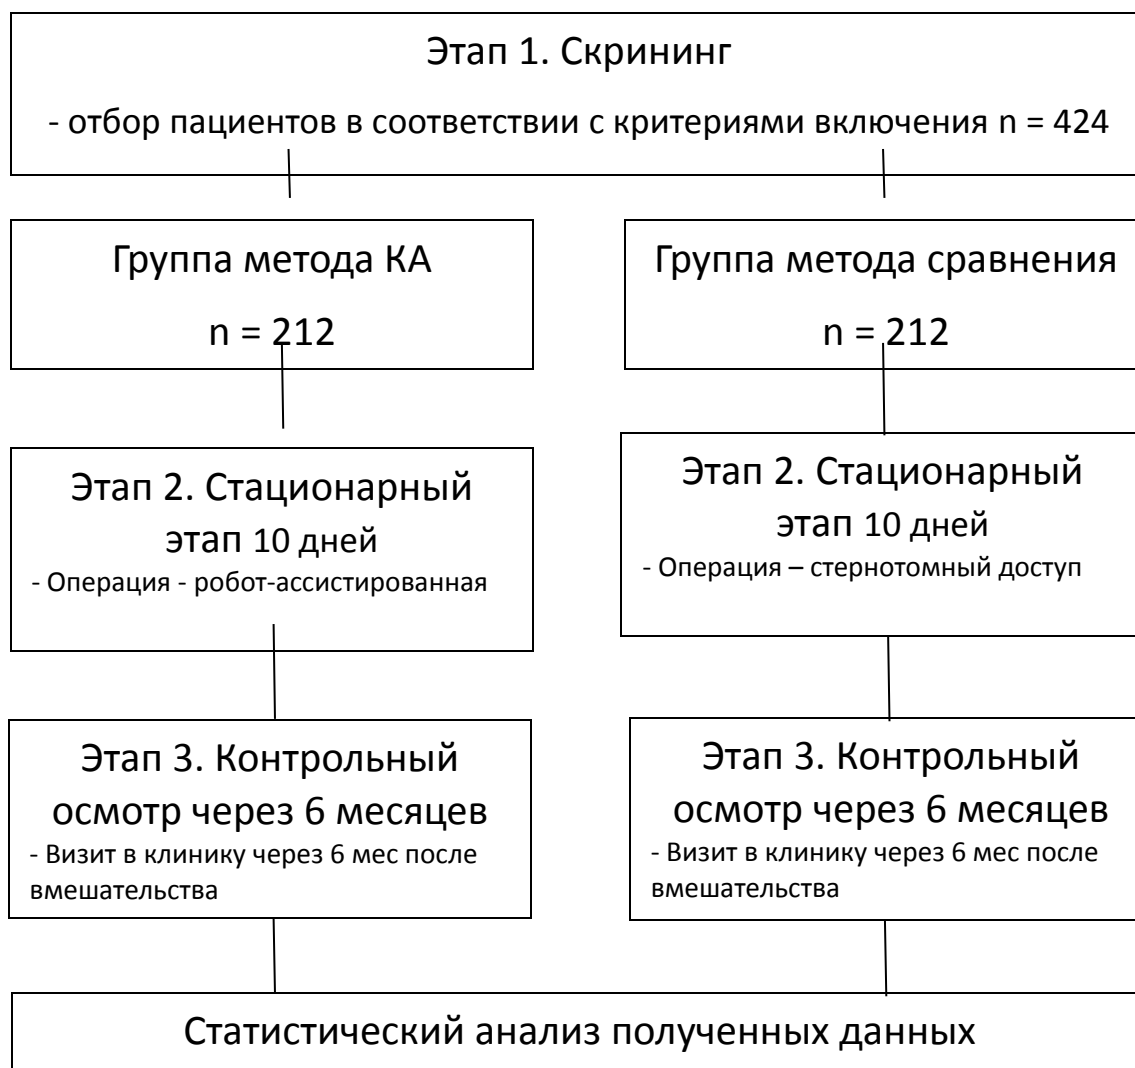 Этап 1. Скрининг
- отбор пациентов в соответствии с критериями включения n = 424
Группа метода КА
n = 212
Группа метода сравнения
n = 212
Этап 2. Стационарный
этап 10 дней
- Операция - робот-ассистированная
Этап 2. Стационарный
этап 10 дней
- Операция – стернотомный доступ
Этап 3. Контрольный
осмотр через 6 месяцев
- Визит в клинику через 6 мес после
вмешательства
Этап 3. Контрольный
осмотр через 6 месяцев
- Визит в клинику через 6 мес после
вмешательства
Статистический анализ полученных данных